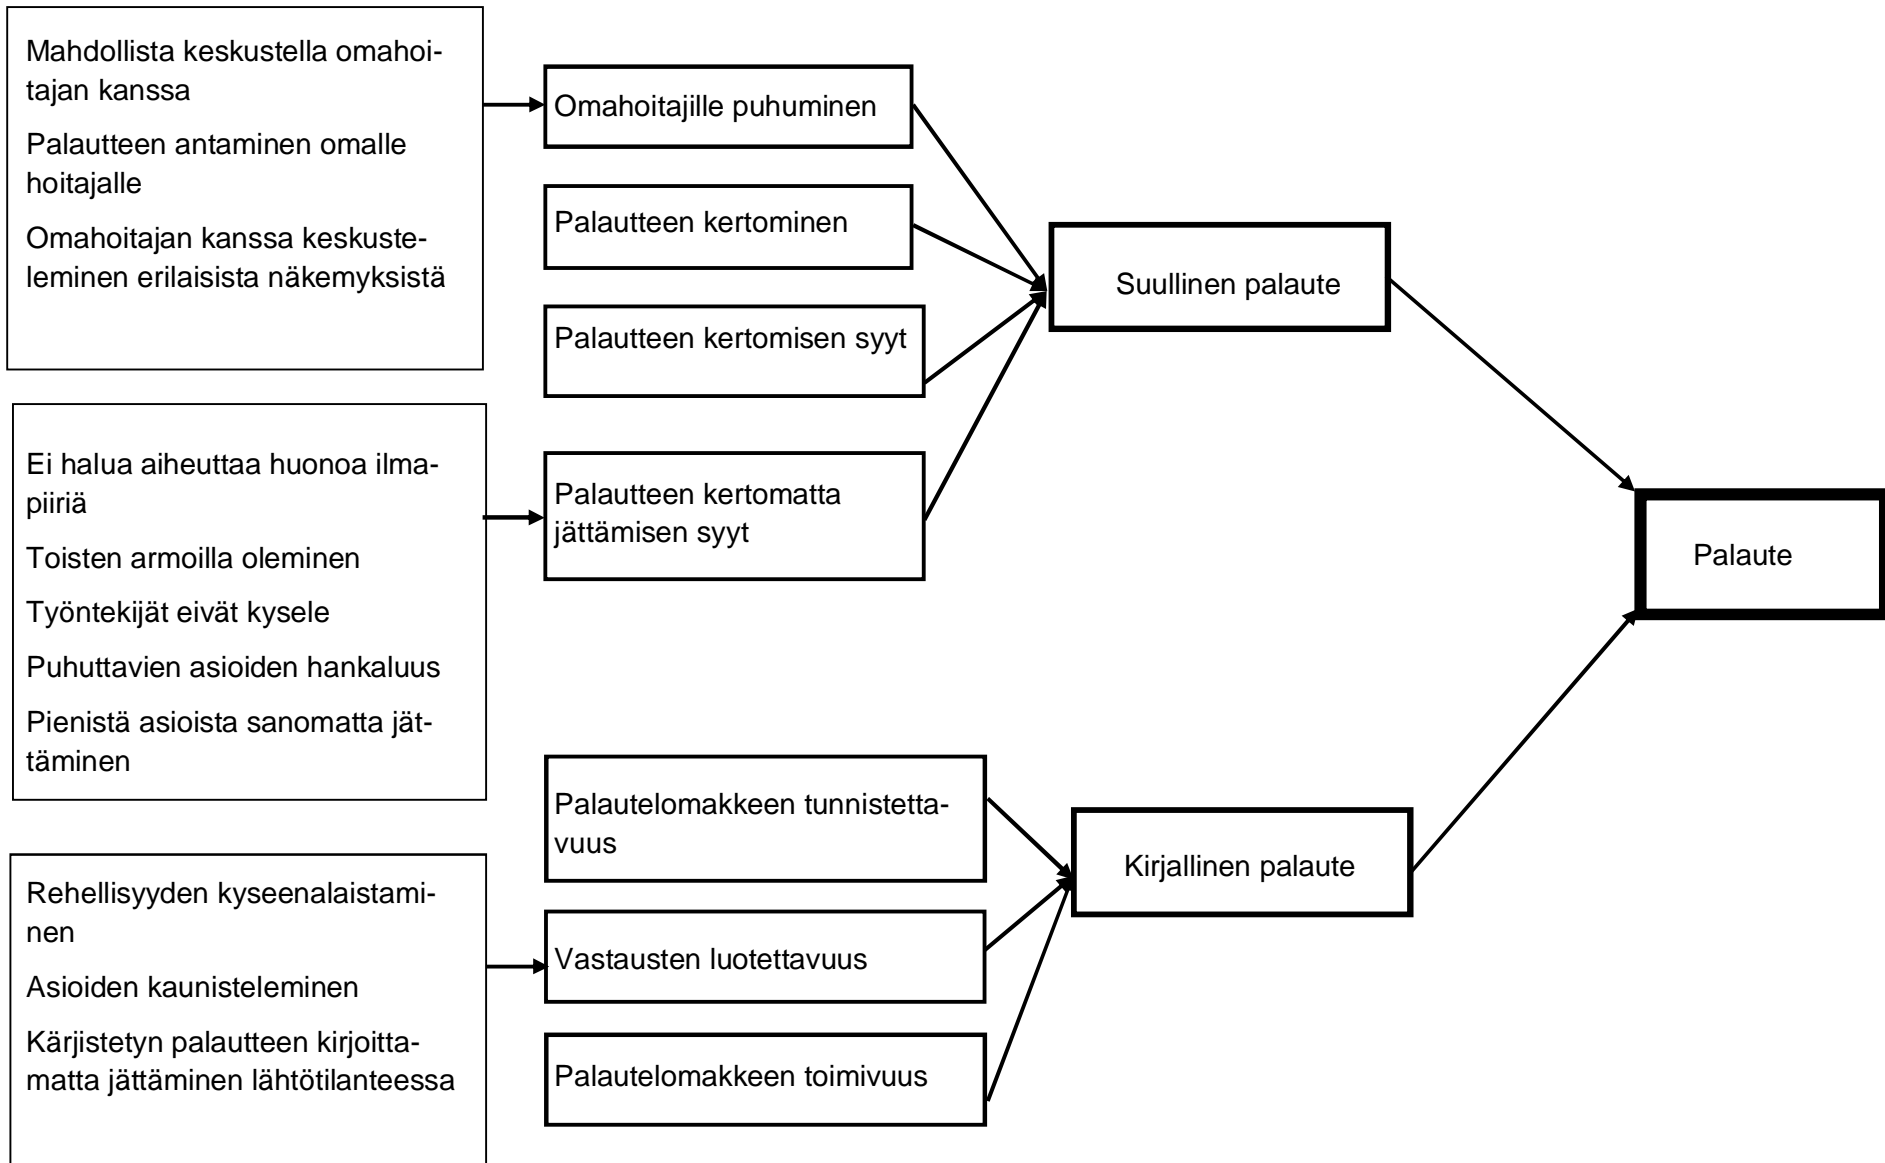 Mahdollista keskustella omahoi-
tajan kanssa
Palautteen antaminen omalle
hoitajalle
Omahoitajan kanssa keskuste-
leminen erilaisista näkemyksistä
Ei halua aiheuttaa huonoa ilma-
piiriä
Toisten armoilla oleminen
Työntekijät eivät kysele
Puhuttavien asioiden hankaluus
Pienistä asioista sanomatta jät-
täminen
Rehellisyyden kyseenalaistami-
nen
Asioiden kaunisteleminen
Kärjistetyn palautteen kirjoitta-
matta jättäminen lähtötilanteessa
Omahoitajille puhuminen
Palautteen kertominen
Palautteen kertomisen syyt
Palautteen kertomatta
jättämisen syyt
Palautelomakkeen tunnistetta-
vuus
Vastausten luotettavuus
Palautelomakkeen toimivuus
Suullinen palaute
Kirjallinen palaute
Palaute